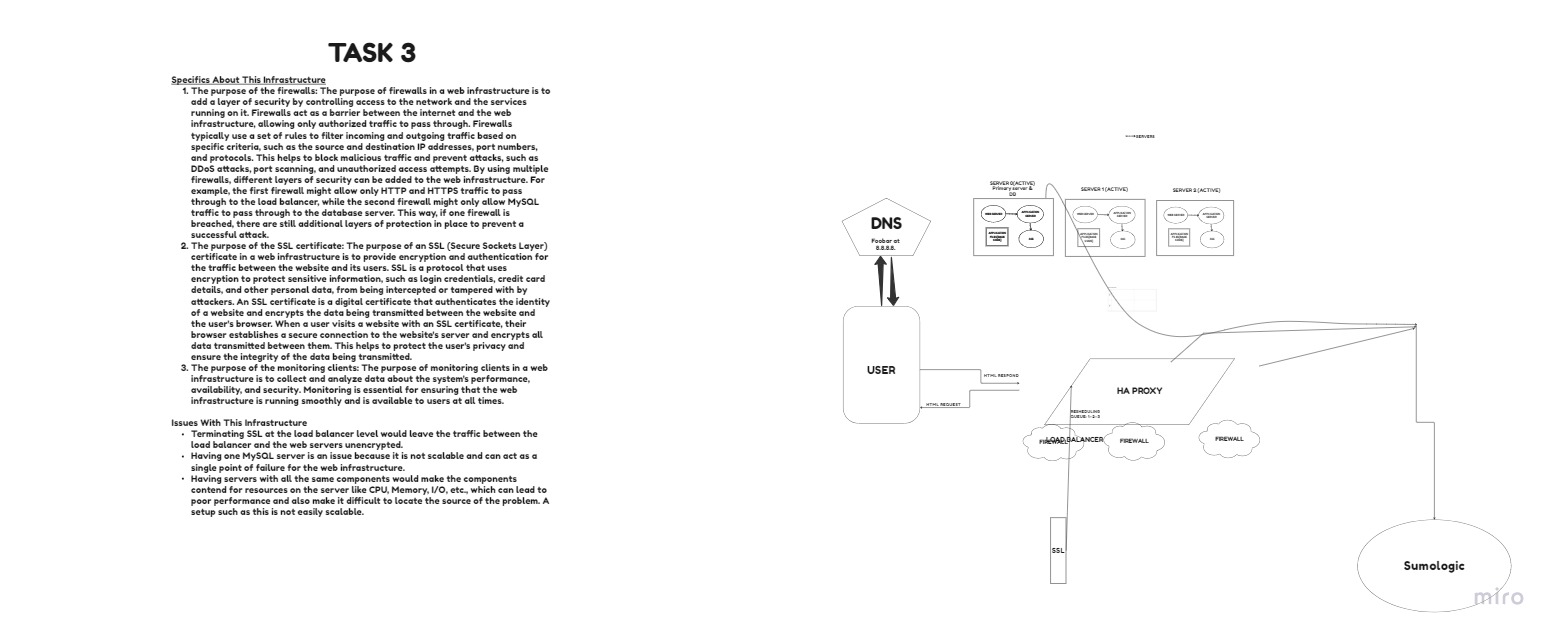 TASK 3
Specifics About This Infrastructure
1. The purpose of the firewalls: The purpose of firewalls in a web infrastructure is to
add a layer of security by controlling access to the network and the services
running on it. Firewalls act as a barrier between the internet and the web
infrastructure, allowing only authorized traffic to pass through. Firewalls
typically use a set of rules to filter incoming and outgoing traffic based on
specific criteria, such as the source and destination IP addresses, port numbers,
and protocols. This helps to block malicious traffic and prevent attacks, such as
DDoS attacks, port scanning, and unauthorized access attempts. By using multiple
firewalls, different layers of security can be added to the web infrastructure. For
example, the first firewall might allow only HTTP and HTTPS traffic to pass
through to the load balancer, while the second firewall might only allow MySQL
traffic to pass through to the database server. This way, if one firewall is
breached, there are still additional layers of protection in place to prevent a
successful attack.
2. The purpose of the SSL certificate: The purpose of an SSL (Secure Sockets Layer)
certificate in a web infrastructure is to provide encryption and authentication for
the traffic between the website and its users. SSL is a protocol that uses
encryption to protect sensitive information, such as login credentials, credit card
details, and other personal data, from being intercepted or tampered with by
attackers. An SSL certificate is a digital certificate that authenticates the identity
of a website and encrypts the data being transmitted between the website and
the user's browser. When a user visits a website with an SSL certificate, their
browser establishes a secure connection to the website's server and encrypts all
data transmitted between them. This helps to protect the user's privacy and
ensure the integrity of the data being transmitted.
3. The purpose of the monitoring clients: The purpose of monitoring clients in a web
infrastructure is to collect and analyze data about the system's performance,
availability, and security. Monitoring is essential for ensuring that the web
infrastructure is running smoothly and is available to users at all times.
Issues With This Infrastructure
• Terminating SSL at the load balancer level would leave the traffic between the
load balancer and the web servers unencrypted.
• Having one MySQL server is an issue because it is not scalable and can act as a
single point of failure for the web infrastructure.
• Having servers with all the same components would make the components
contend for resources on the server like CPU, Memory, I/O, etc., which can lead to
poor performance and also make it difficult to locate the source of the problem. A
setup such as this is not easily scalable.
SERVERS
SERVER 0(ACTIVE)
Primary server &
DB
WEB SERVER
APPLICATION
SERVER
APPLICATION
FILES(BASE
CODE)
DB
SERVER 1 (ACTIVE)
WEB SERVER
APPLICATION
SERVER
APPLICATION
FILES(BASE
CODE)
DB
SERVER 2 (ACTIVE)
WEB SERVER
APPLICATION
SERVER
APPLICATION
FILES(BASE
CODE)
DB
DNS
Foobar at
8.8.8.8.
USER
HTML RESPOND
HTML REQUEST
HA PROXY
RESHEDULING
QUEUE: 1-2-3
LOAD BALANCER
FIREWALL
FIREWALL
FIREWALL
SSL
Sumologic
miro